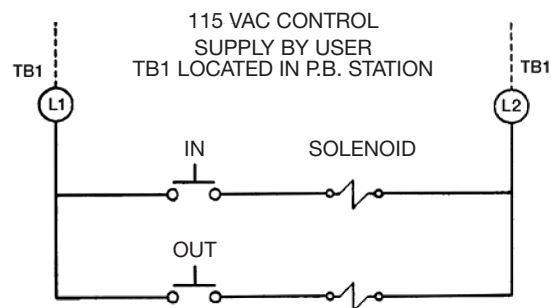 115 VAC CONTROL
SUPPLY BY USER
TB1 LOCATED IN P.B. STATION
TB1
TB1
L1
L2
IN
SOLENOID
OUT